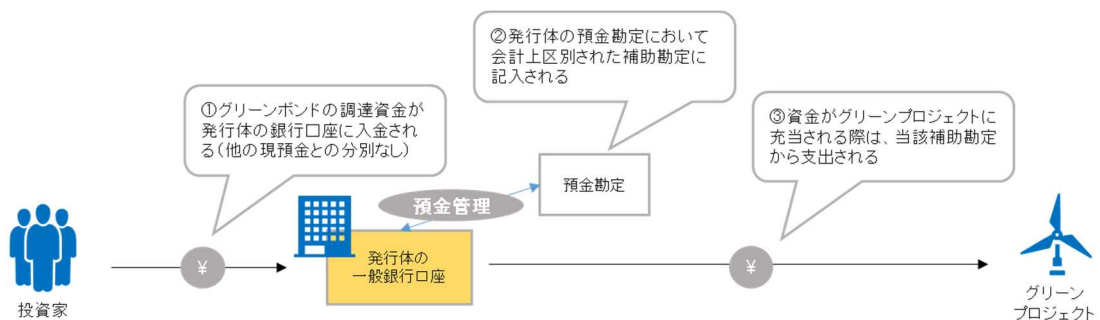 ①グリーンボンドの調達資金が
発行体の銀行口座に入金され
る(他の現預金との分別なし)
②発行体の預金勘定において
会計上区別された補助勘定に
記入される
③資金がグリーンプロジェクトに
充当される際は、当該補助勘定
から支出される
預金勘定
預金管理
発行体の
一般銀行口座
¥
¥
投資家
グリーン
プロジェクト